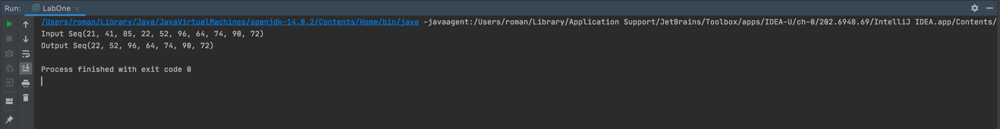 Run: LabOne
/Users/roman/Library/Java/JavaVirtualMachines/openjdk-14.0.2/Contents/Home/bin/java -javaagent:/Users/roman/Library/Application Support/JetBrains/Toolbox/apps/IDEA-U/ch-0/202.6948.69/IntelliJ IDEA.app/Contents/
Input Seq(21, 41, 85, 22, 52, 96, 64, 74, 90, 72)
Output Seq(22, 52, 96, 64, 74, 90, 72)
Process finished with exit code 0